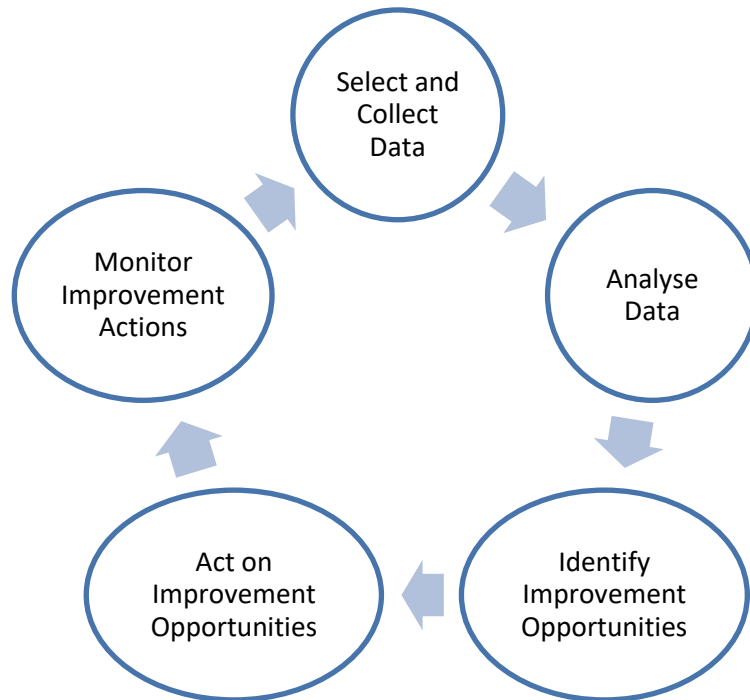 Select and
Collect
Data
Analyse
Data
Identify
Improvement
Opportunities
Act on
Improvement
Opportunities
Monitor
Improvement
Actions